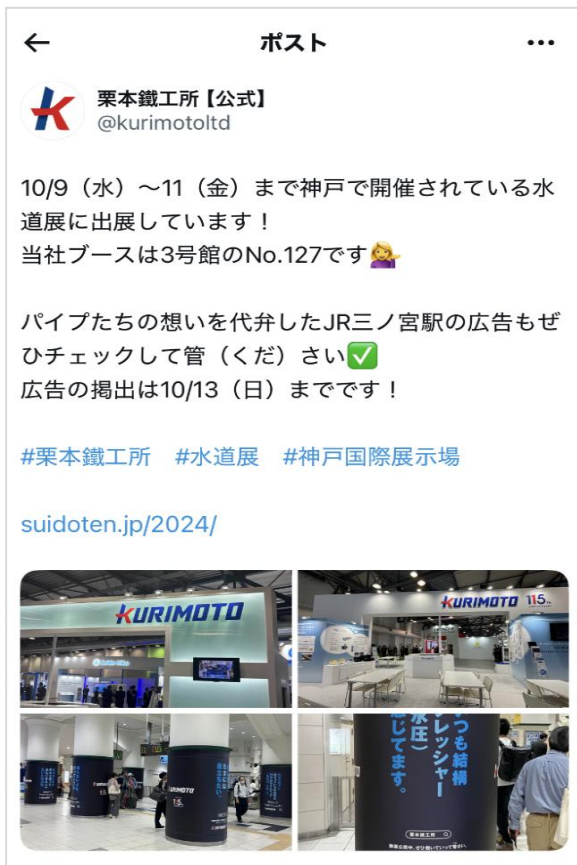 ポスト
栗本鐵工所【公式】
@kurimotoltd
10/9（水）〜11（金）まで神戸で開催されている水
道展に出展しています！
当社ブースは3号館のNo.127です💁‍♀️
パイプたちの想いを代弁したJR三ノ宮駅の広告もぜ
ひチェックして管（くだ）さい✅
広告の掲出は10/13（日）までです！
#栗本鐵工所 #水道展 #神戸国際展示場
suidoten.jp/2024/
KURIMOTO
KURIMOTO 115
KURIMOTO
115
つも結構
レッシャー
水圧）
じてます。
栗本鐵工所